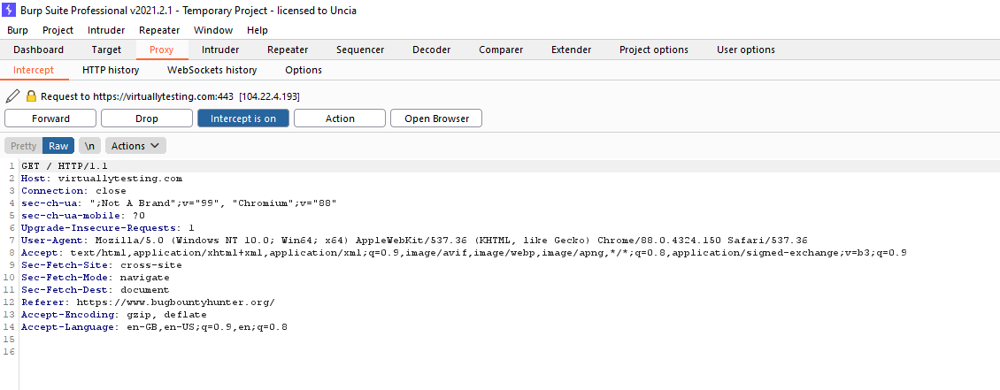 Burp Suite Professional v2021.2.1 - Temporary Project - licensed to Uncia
Burp Project Intruder Repeater Window Help
Dashboard Target Proxy Intruder Repeater Sequencer Decoder Comparer Extender Project options User options
Intercept HTTP history WebSockets history Options
Request to https://virtuallytesting.com:443 [104.22.4.193]
Forward Drop Intercept is on Action Open Browser
Pretty Raw \n Actions
1 GET / HTTP/1.1
2 Host: virtuallytesting.com
3 Connection: close
4 sec-ch-ua: ";Not A Brand";v="99", "Chromium";v="88"
5 sec-ch-ua-mobile: ?0
6 Upgrade-Insecure-Requests: 1
7 User-Agent: Mozilla/5.0 (Windows NT 10.0; Win64; x64) AppleWebKit/537.36 (KHTML, like Gecko) Chrome/88.0.4324.150 Safari/537.36
8 Accept: text/html,application/xhtml+xml,application/xml;q=0.9,image/avif,image/webp,image/apng,*/*;q=0.8,application/signed-exchange;v=b3;q=0.9
9 Sec-Fetch-Site: cross-site
10 Sec-Fetch-Mode: navigate
11 Sec-Fetch-Dest: document
12 Referer: https://www.bugbountyhunter.org/
13 Accept-Encoding: gzip, deflate
14 Accept-Language: en-GB,en-US;q=0.9,en;q=0.8
15
16